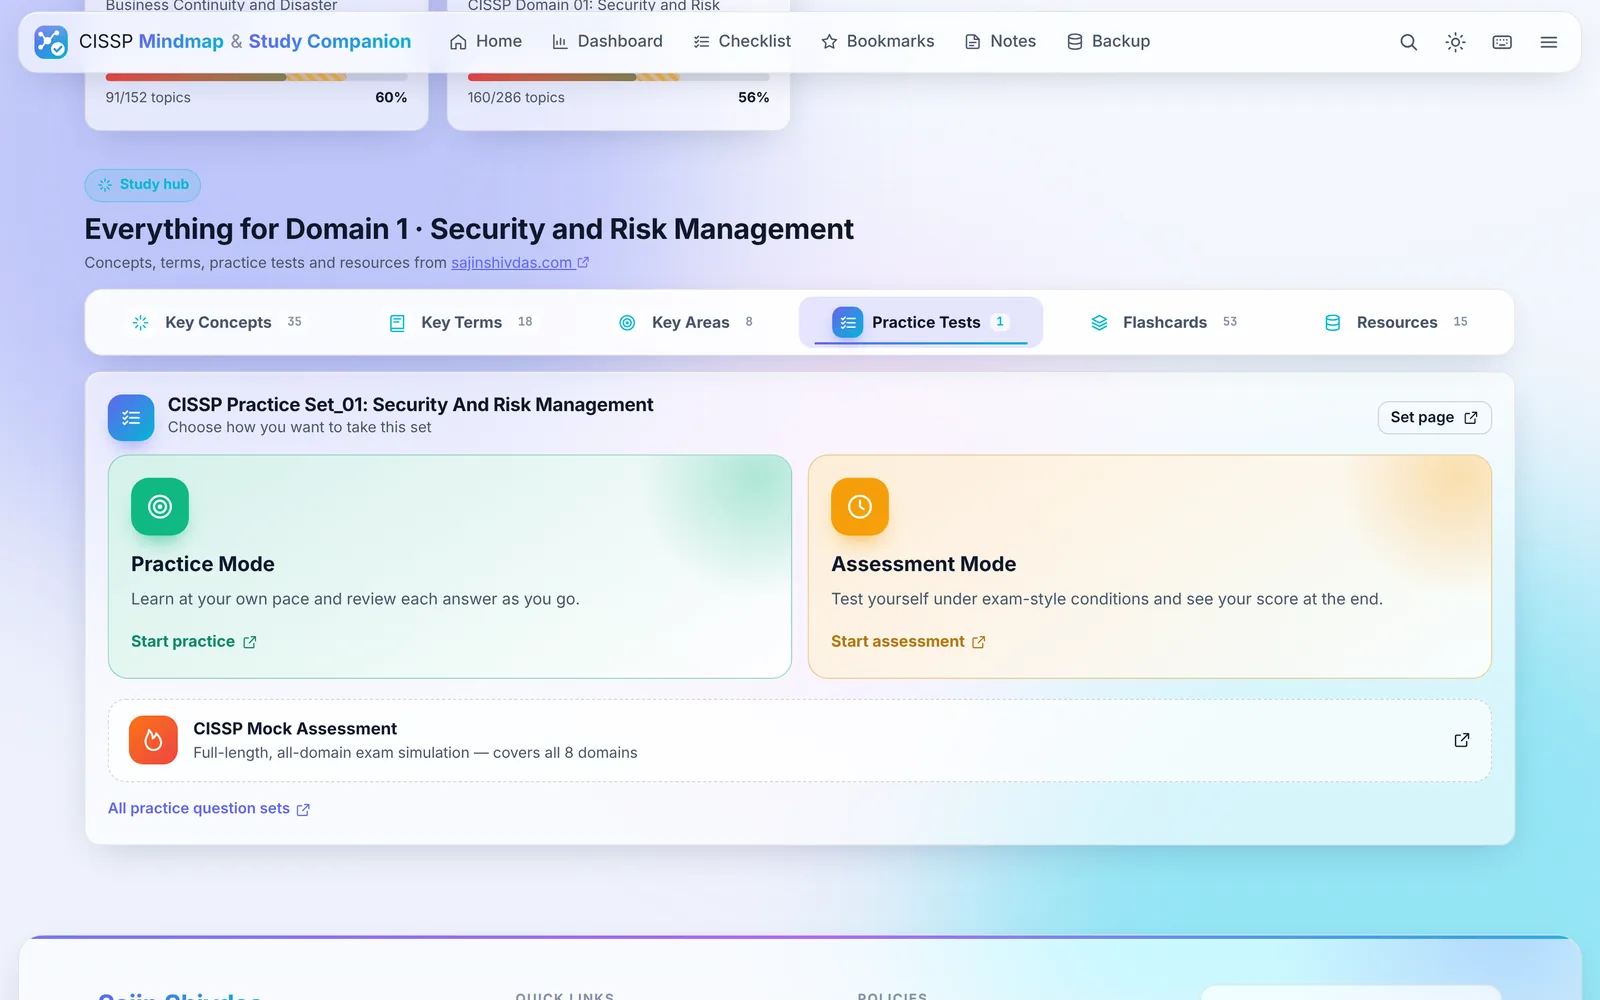 Business Continuity and Disaster
CISSP Domain 01: Security and Risk
CISSP Mindmap & Study Companion
Home
Dashboard
Checklist
Bookmarks
Notes
Backup
91/152 topics
60%
160/286 topics
56%
Study hub
Everything for Domain 1 · Security and Risk Management
Concepts, terms, practice tests and resources from sajinshivdas.com
Key Concepts 35
Key Terms 18
Key Areas 8
Practice Tests 1
Flashcards 53
Resources 15
CISSP Practice Set_01: Security And Risk Management
Choose how you want to take this set
Set page
Practice Mode
Learn at your own pace and review each answer as you go.
Start practice
Assessment Mode
Test yourself under exam-style conditions and see your score at the end.
Start assessment
CISSP Mock Assessment
Full-length, all-domain exam simulation — covers all 8 domains
All practice question sets
Sajin Shivdas
QUICK LINKS
POLICIES